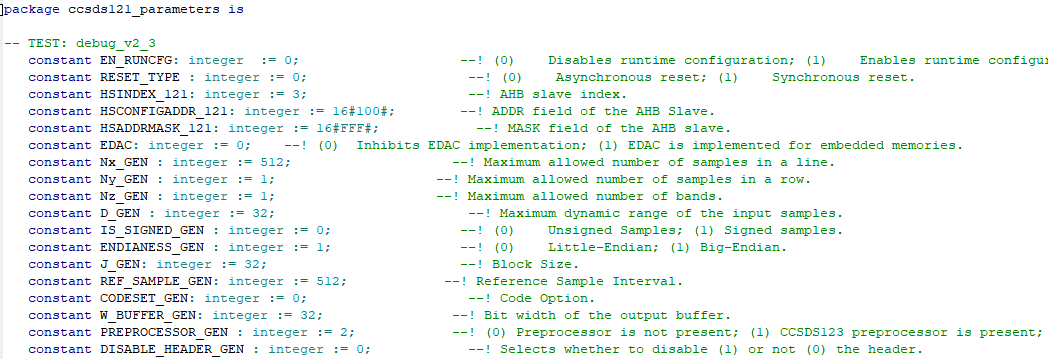 package ccsds121_parameters is
-- TEST: debug_v2_3
constant EN_RUNCFG: integer := 0; --! (0) Disables runtime configuration; (1) Enables runtime configur
constant RESET_TYPE : integer := 0; --! (0) Asynchronous reset; (1) Synchronous reset.
constant HSINDEX_121: integer := 3; --! AHB slave index.
constant HSCONFIGADDR_121: integer := 16#100#; --! ADDR field of the AHB Slave.
constant HSADDRMASK_121: integer := 16#FFF#; --! MASK field of the AHB slave.
constant EDAC: integer := 0; --! (0) Inhibits EDAC implementation; (1) EDAC is implemented for embedded memories.
constant Nx_GEN : integer := 512; --! Maximum allowed number of samples in a line.
constant Ny_GEN : integer := 1; --! Maximum allowed number of samples in a row.
constant Nz_GEN : integer := 1; --! Maximum allowed number of bands.
constant D_GEN : integer := 32; --! Maximum dynamic range of the input samples.
constant IS_SIGNED_GEN : integer := 0; --! (0) Unsigned Samples; (1) Signed samples.
constant ENDIANESS_GEN : integer := 1; --! (0) Little-Endian; (1) Big-Endian.
constant J_GEN: integer := 32; --! Block Size.
constant REF_SAMPLE_GEN: integer := 512; --! Reference Sample Interval.
constant CODESET_GEN: integer := 0; --! Code Option.
constant W_BUFFER_GEN: integer := 32; --! Bit width of the output buffer.
constant PREPROCESSOR_GEN : integer := 2; --! (0) Preprocessor is not present; (1) CCSDS123 preprocessor is present;
constant DISABLE_HEADER_GEN : integer := 0; --! Selects whether to disable (1) or not (0) the header.